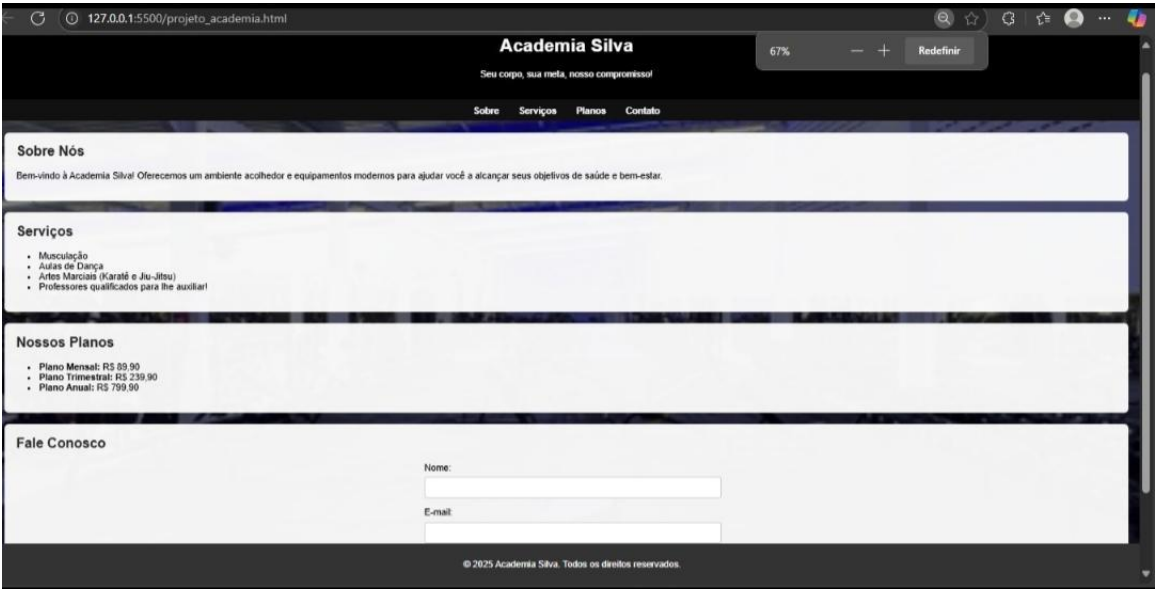 127.0.0.1:5500/projeto_academia.html
67%
Redefinir
Academia Silva
Seu corpo, sua meta, nosso compromisso!
Sobre Serviços Planos Contato
Sobre Nós
Bem-vindo à Academia Silva! Oferecemos um ambiente acolhedor e equipamentos modernos para ajudar você a alcançar seus objetivos de saúde e bem-estar.
Serviços
• Musculação
• Aulas de Dança
• Artes Marciais (Karatê e Jiu-Jitsu)
• Professores qualificados para lhe auxiliar!
Nossos Planos
• Plano Mensal: R$ 89,90
• Plano Trimestral: R$ 239,90
• Plano Anual: R$ 799,90
Fale Conosco
Nome:
E-mail:
© 2025 Academia Silva. Todos os direitos reservados.